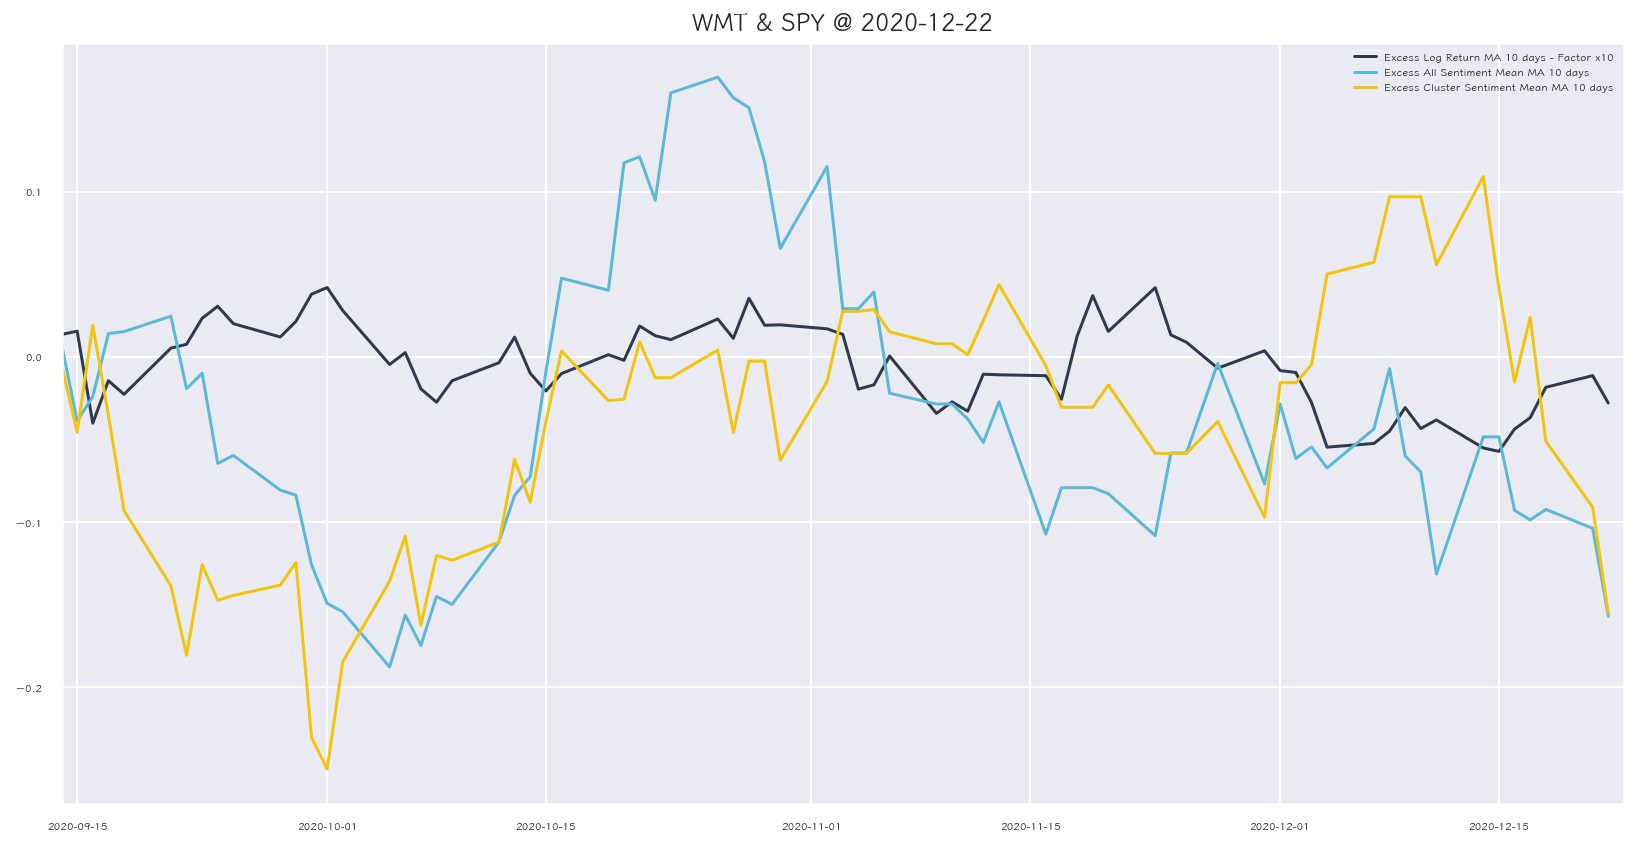 WMT & SPY @ 2020-12-22
Excess Log Return MA 10 days - Factor x10
Excess All Sentiment Mean MA 10 days
Excess Cluster Sentiment Mean MA 10 days
0.1
0.0
−0.1
−0.2
2020-09-15 2020-10-01 2020-10-15 2020-11-01 2020-11-15 2020-12-01 2020-12-15